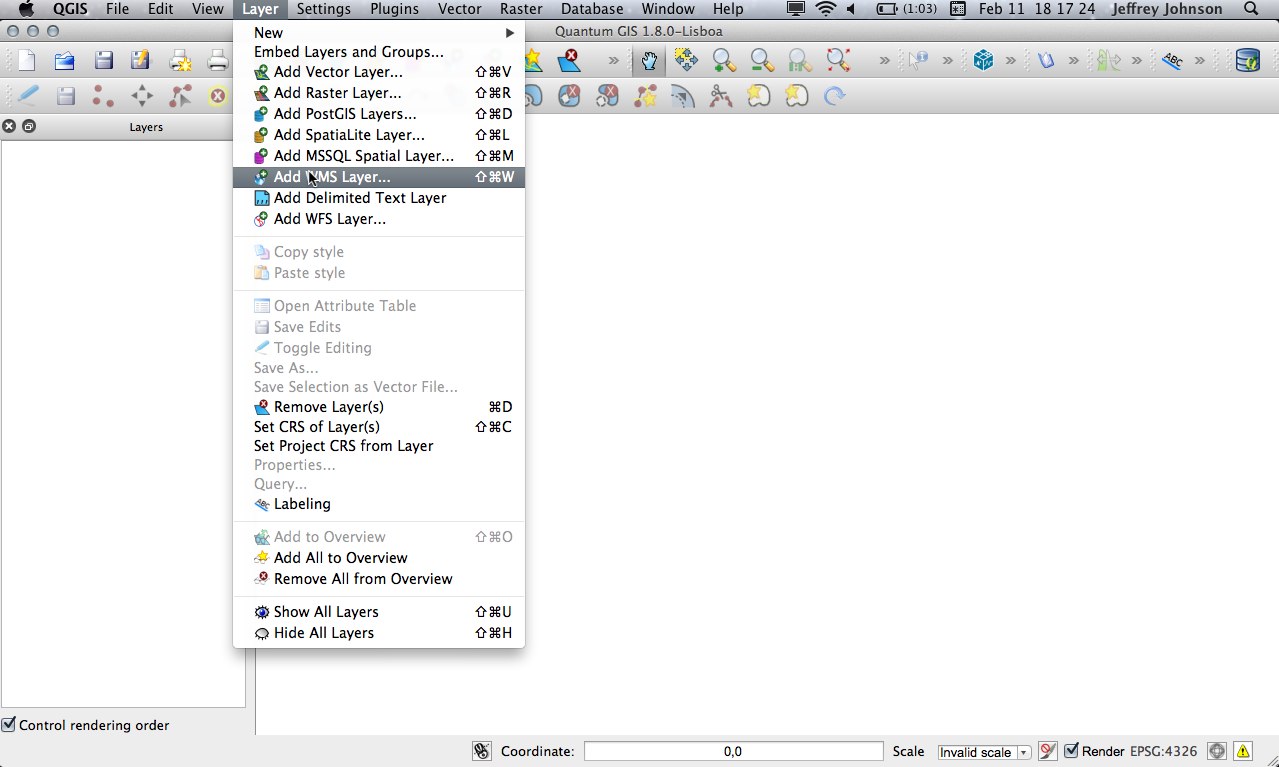 QGIS File Edit View Layer Settings Plugins Vector Raster Database Window Help (1:03) Feb 11 18 17 24 Jeffrey Johnson
Quantum GIS 1.8.0-Lisboa
New
Embed Layers and Groups...
Add Vector Layer... ⇧⌘V
Add Raster Layer... ⇧⌘R
Add PostGIS Layers... ⇧⌘D
Add SpatiaLite Layer... ⇧⌘L
Add MSSQL Spatial Layer... ⇧⌘M
Add WMS Layer... ⇧⌘W
Add Delimited Text Layer
Add WFS Layer...
Copy style
Paste style
Open Attribute Table
Save Edits
Toggle Editing
Save As...
Save Selection as Vector File...
Remove Layer(s) ⌘D
Set CRS of Layer(s) ⇧⌘C
Set Project CRS from Layer
Properties...
Query...
Labeling
Add to Overview ⇧⌘O
Add All to Overview
Remove All from Overview
Show All Layers ⇧⌘U
Hide All Layers ⇧⌘H
Layers
Control rendering order
Coordinate: 0,0 Scale Invalid scale Render EPSG:4326